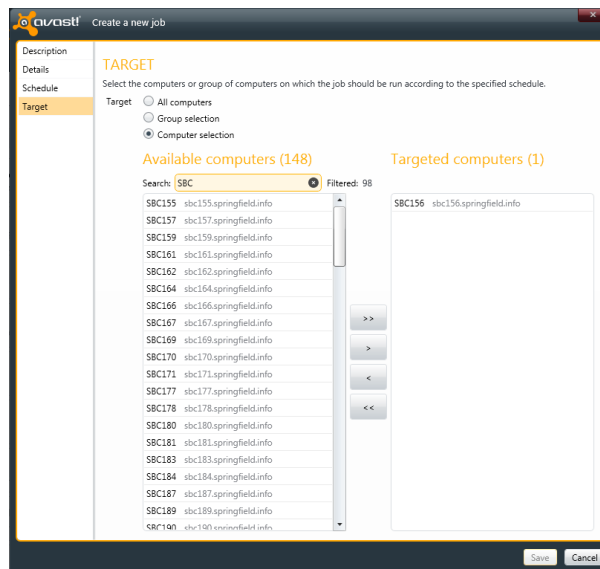 avast! Create a new job
Description
Details
Schedule
Target
TARGET
Select the computers or group of computers on which the job should be run according to the specified schedule.
Target All computers
Group selection
Computer selection
Available computers (148)
Search: SBC Filtered: 98
SBC155 sbc155.springfield.info
SBC157 sbc157.springfield.info
SBC159 sbc159.springfield.info
SBC161 sbc161.springfield.info
SBC162 sbc162.springfield.info
SBC164 sbc164.springfield.info
SBC166 sbc166.springfield.info
SBC167 sbc167.springfield.info
SBC169 sbc169.springfield.info
SBC170 sbc170.springfield.info
SBC171 sbc171.springfield.info
SBC177 sbc177.springfield.info
SBC178 sbc178.springfield.info
SBC180 sbc180.springfield.info
SBC181 sbc181.springfield.info
SBC183 sbc183.springfield.info
SBC184 sbc184.springfield.info
SBC187 sbc187.springfield.info
SBC189 sbc189.springfield.info
SBC190 sbc190.springfield.info
>>
>
<
<<
Targeted computers (1)
SBC156 sbc156.springfield.info
Save Cancel